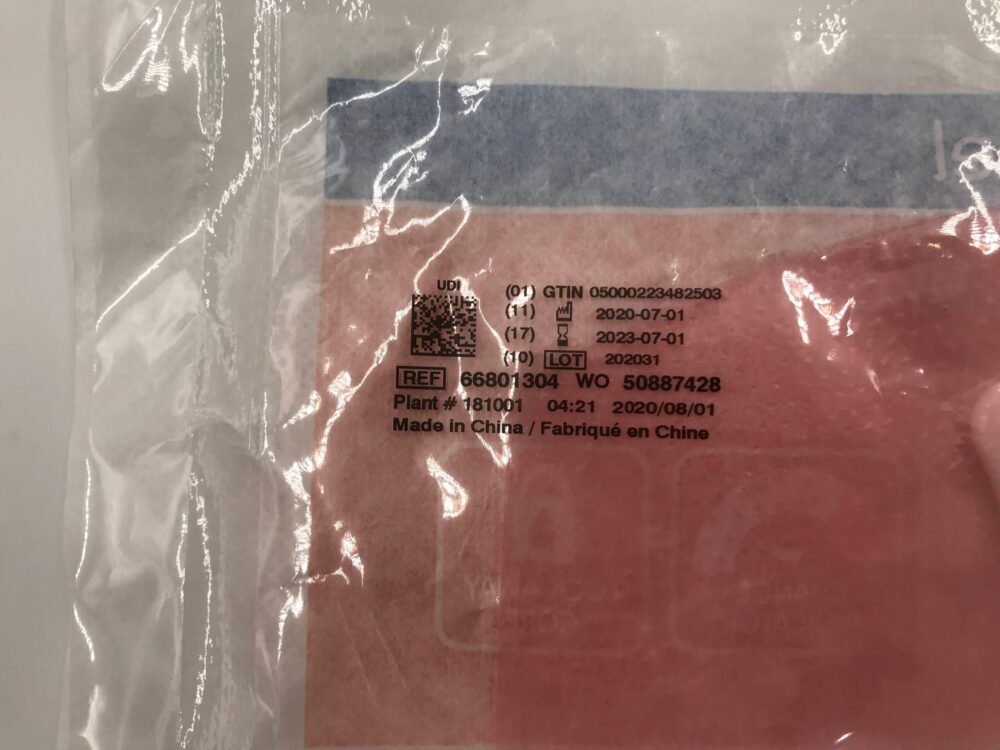 UDI
(01) GTIN 05000223482503
(11) 2020-07-01
(17) 2023-07-01
(10) LOT 202031
REF 66801304 WO 50887428
Plant # 181001 04:21 2020/08/01
Made in China / Fabriqué en Chine